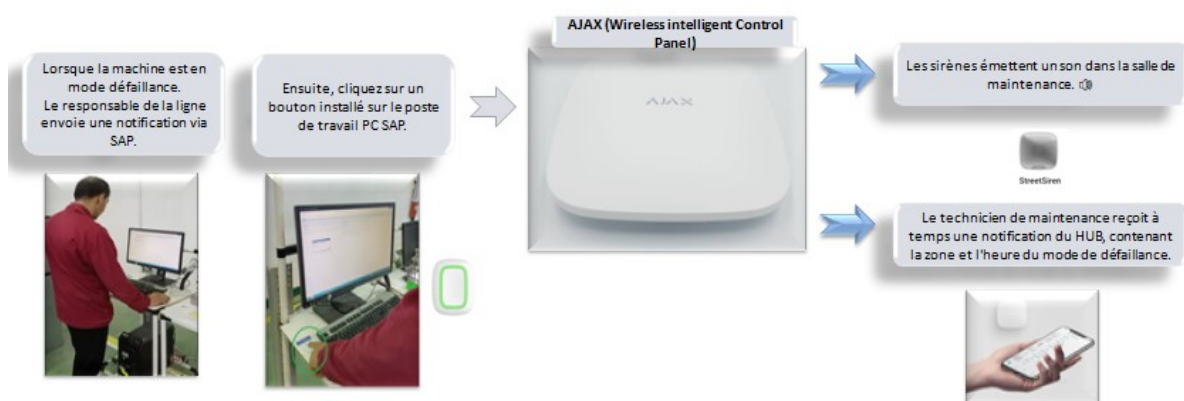 Lorsque la machine est en
mode défaillance.
Le responsable de la ligne
envoie une notification via
SAP.
Ensuite, cliquez sur un
bouton installé sur le poste
de travail PC SAP.
AJAX (Wireless intelligent Control
Panel)
AJAX
Les sirènes émettent un son dans la salle de
maintenance.
StreetSiren
Le technicien de maintenance reçoit à
temps une notification du HUB, contenant
la zone et l'heure du mode de défaillance.